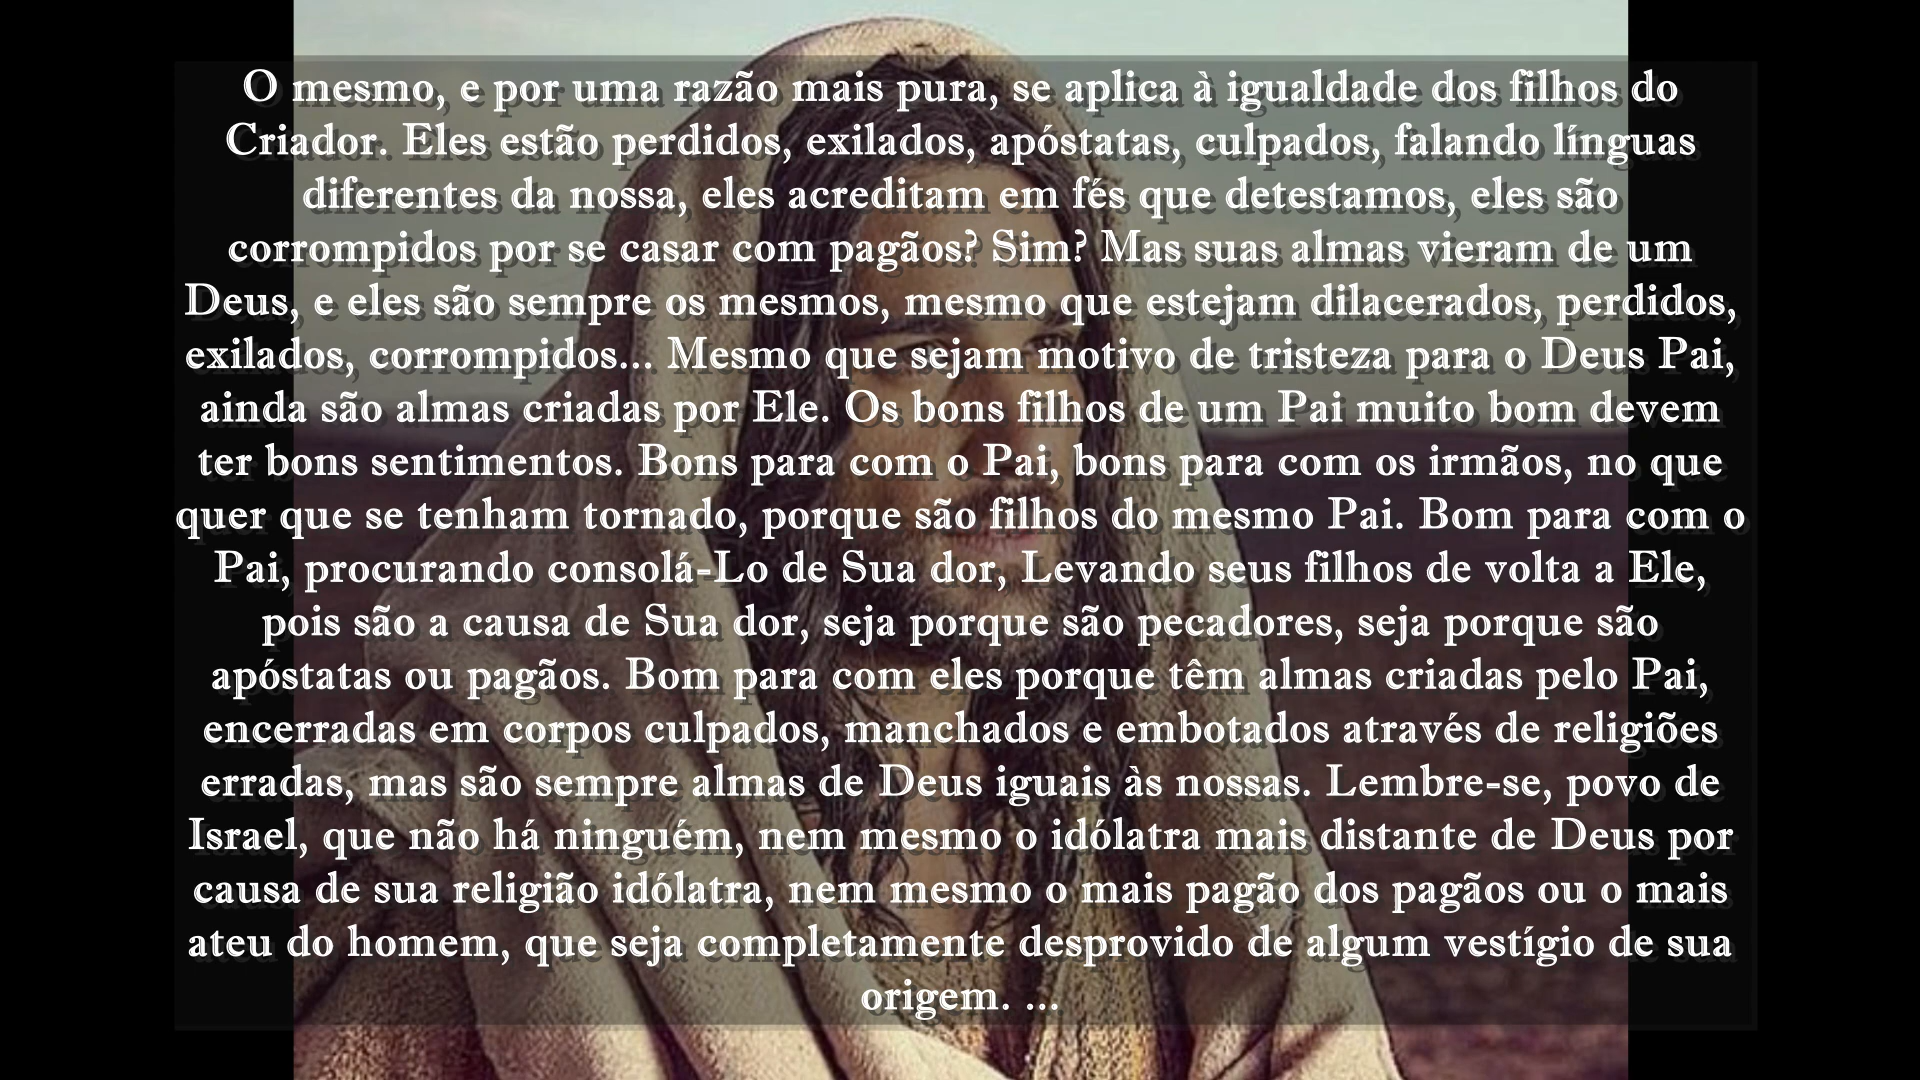 O mesmo, e por uma razão mais pura, se aplica à igualdade dos filhos do
Criador. Eles estão perdidos, exilados, apóstatas, culpados, falando línguas
diferentes da nossa, eles acreditam em fés que detestamos, eles são
corrompidos por se casar com pagãos? Sim? Mas suas almas vieram de um
Deus, e eles são sempre os mesmos, mesmo que estejam dilacerados, perdidos,
exilados, corrompidos... Mesmo que sejam motivo de tristeza para o Deus Pai,
ainda são almas criadas por Ele. Os bons filhos de um Pai muito bom devem
ter bons sentimentos. Bons para com o Pai, bons para com os irmãos, no que
quer que se tenham tornado, porque são filhos do mesmo Pai. Bom para com o
Pai, procurando consolá-Lo de Sua dor, Levando seus filhos de volta a Ele,
pois são a causa de Sua dor, seja porque são pecadores, seja porque são
apóstatas ou pagãos. Bom para com eles porque têm almas criadas pelo Pai,
encerradas em corpos culpados, manchados e embotados através de religiões
erradas, mas são sempre almas de Deus iguais às nossas. Lembre-se, povo de
Israel, que não há ninguém, nem mesmo o idólatra mais distante de Deus por
causa de sua religião idólatra, nem mesmo o mais pagão dos pagãos ou o mais
ateu do homem, que seja completamente desprovido de algum vestígio de sua
origem. ...